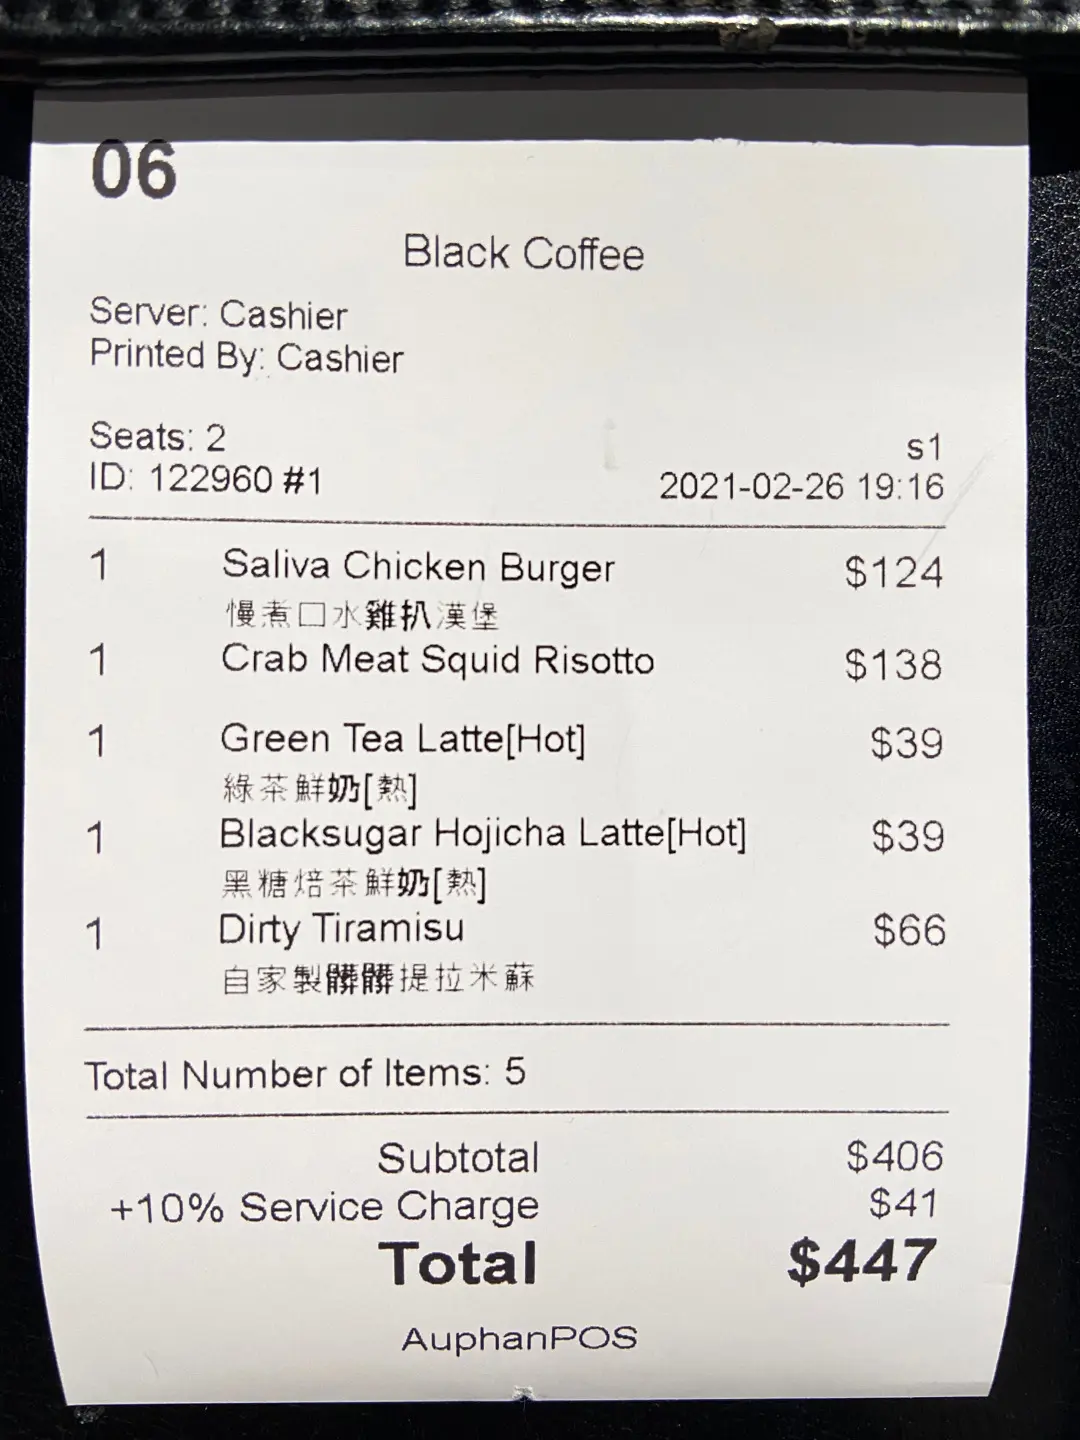 06
Black Coffee
Server: Cashier
Printed By: Cashier
Seats: 2
s1
ID: 122960 #1 2021-02-26 19:16
1 Saliva Chicken Burger $124
慢煮口水雞扒漢堡
1 Crab Meat Squid Risotto $138
1 Green Tea Latte[Hot] $39
綠茶鮮奶[熱]
1 Blacksugar Hojicha Latte[Hot] $39
黑糖焙茶鮮奶[熱]
1 Dirty Tiramisu $66
自家製髒髒提拉米蘇
Total Number of Items: 5
Subtotal $406
+10% Service Charge $41
Total $447
AuphanPOS